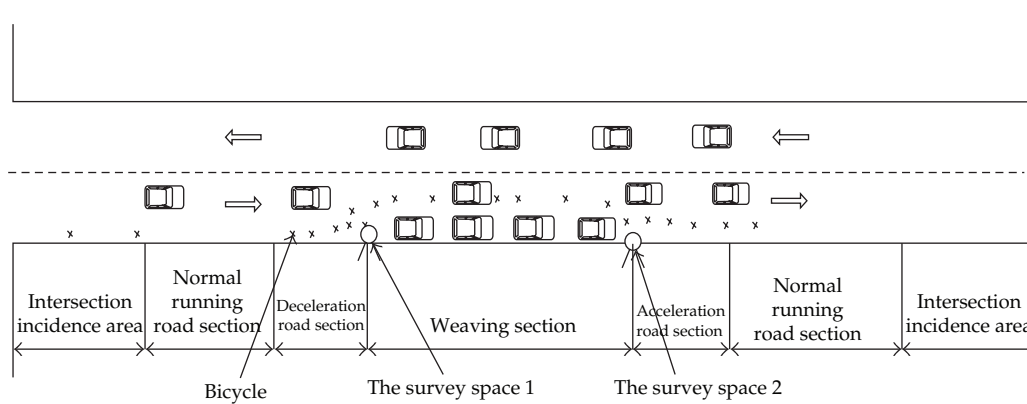 Intersection
incidence area
Normal
running
road section
Deceleration
road section
Weaving section
Acceleration
road section
Normal
running
road section
Intersection
incidence area
Bicycle
The survey space 1
The survey space 2